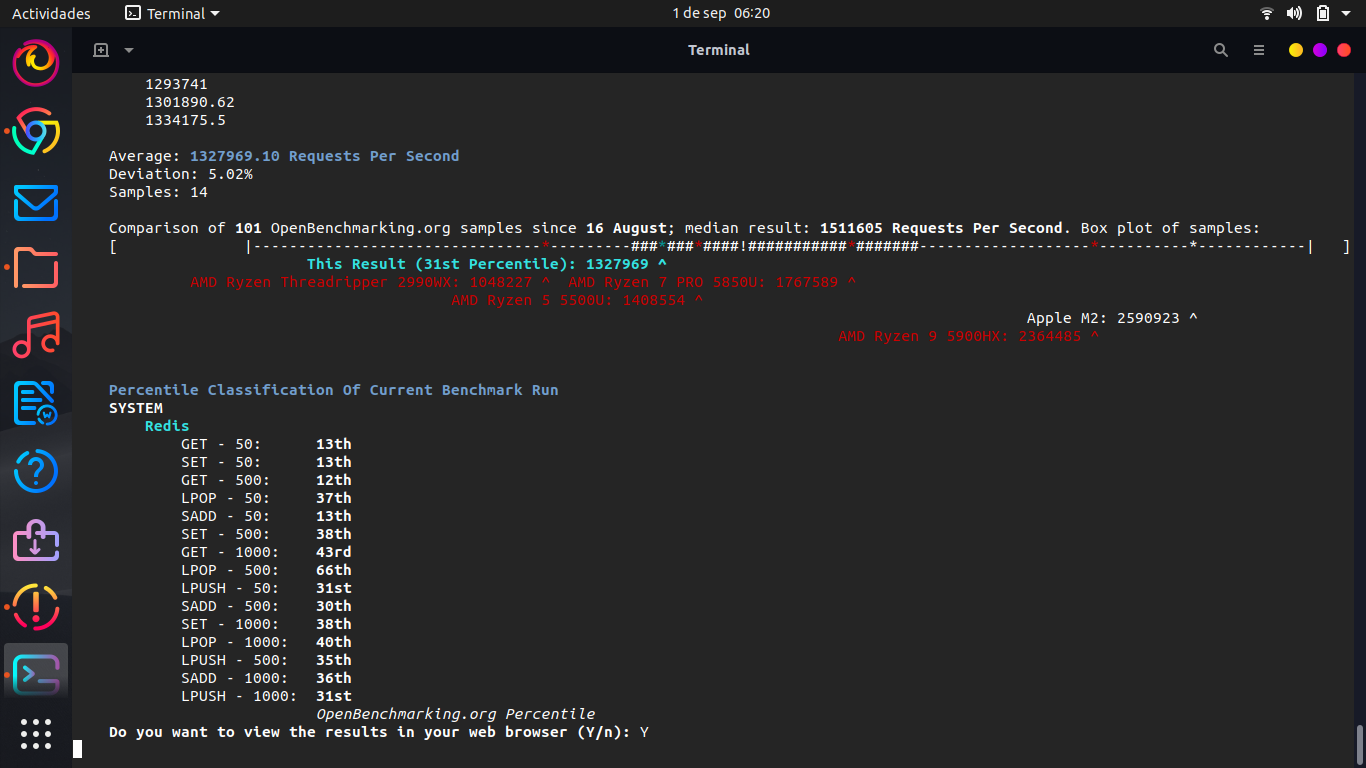 Actividades Terminal 1 de sep 06:20
Terminal
1293741
1301890.62
1334175.5
Average: 1327969.10 Requests Per Second
Deviation: 5.02%
Samples: 14
Comparison of 101 OpenBenchmarking.org samples since 16 August; median result: 1511605 Requests Per Second. Box plot of samples:
[ |--------------------------------*---------###*###*####!###########*#######-------------------*----------*------------| ]
This Result (31st Percentile): 1327969 ^
AMD Ryzen Threadripper 2990WX: 1048227 ^ AMD Ryzen 7 PRO 5850U: 1767589 ^
AMD Ryzen 5 5500U: 1408554 ^
Apple M2: 2590923 ^
AMD Ryzen 9 5900HX: 2364485 ^
Percentile Classification Of Current Benchmark Run
SYSTEM
Redis
GET - 50: 13th
SET - 50: 13th
GET - 500: 12th
LPOP - 50: 37th
SADD - 50: 13th
SET - 500: 38th
GET - 1000: 43rd
LPOP - 500: 66th
LPUSH - 50: 31st
SADD - 500: 30th
SET - 1000: 38th
LPOP - 1000: 40th
LPUSH - 500: 35th
SADD - 1000: 36th
LPUSH - 1000: 31st
OpenBenchmarking.org Percentile
Do you want to view the results in your web browser (Y/n): Y